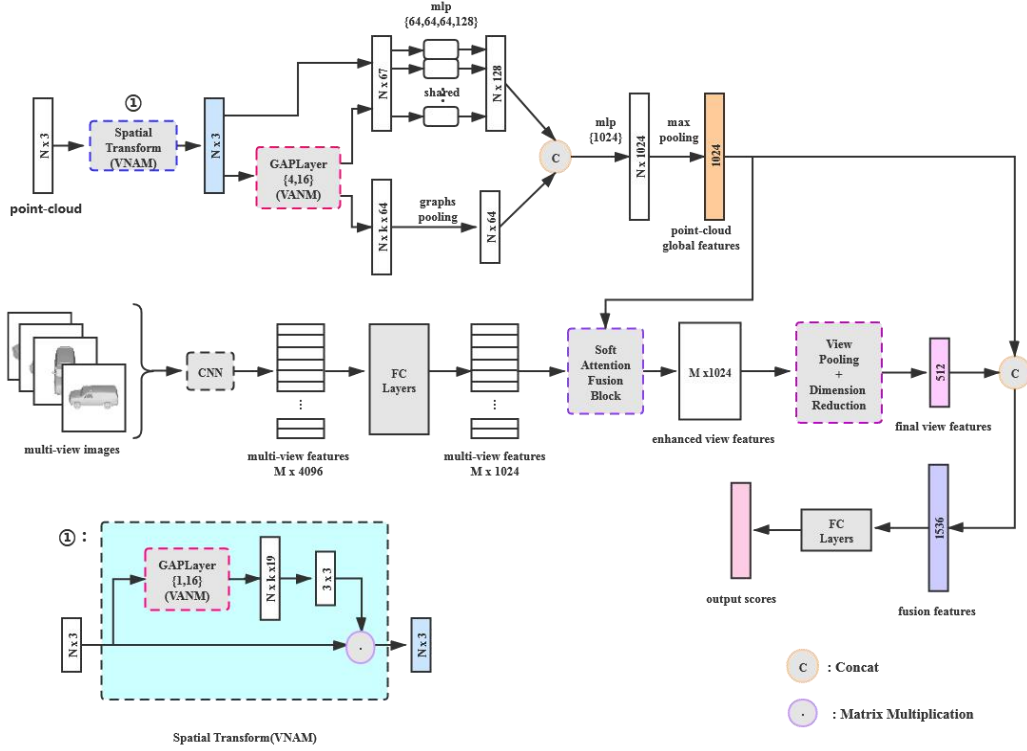 mlp
{64,64,64,128}
①
N x 3
point-cloud
Spatial
Transform
(VNAM)
N x 3
GAPLayer
{4,16}
(VANM)
N x 67
shared
:
N x 128
N x k x 64
graphs
pooling
N x 64
C
mlp
{1024}
N x 1024
max
pooling
1024
point-cloud
global features
multi-view images
CNN
...
multi-view features
M x 4096
FC
Layers
...
multi-view features
M x 1024
Soft
Attention
Fusion
Block
M x1024
enhanced view features
View
Pooling
+
Dimension
Reduction
512
final view features
C
① :
GAPLayer
{1,16}
(VANM)
N x k x19
3 x 3
N x 3
.
N x 3
Spatial Transform(VNAM)
output scores
FC
Layers
1536
fusion features
C : Concat
. : Matrix Multiplication